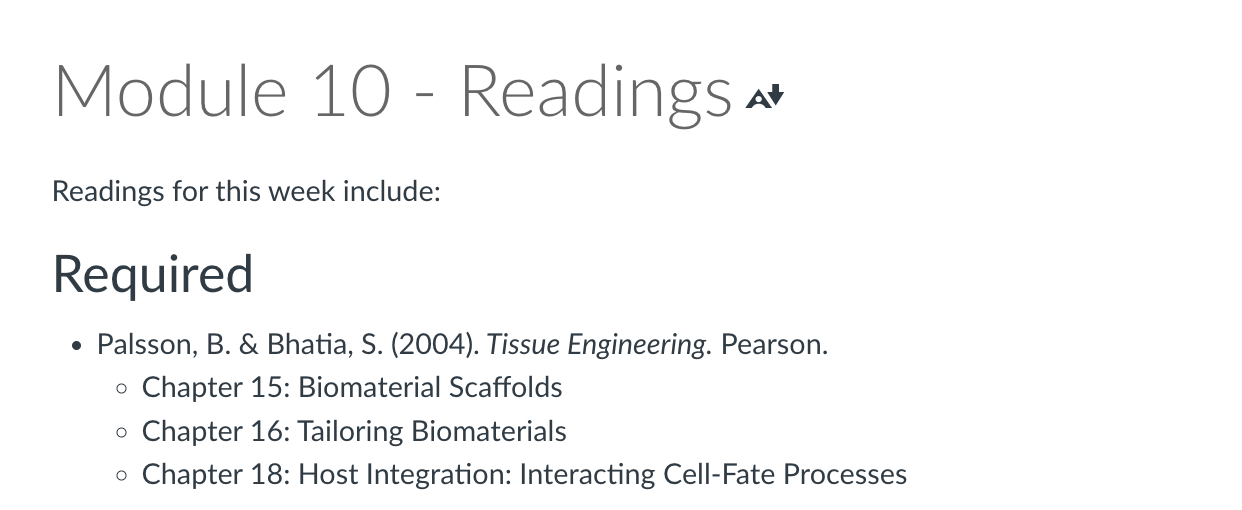 Module 10 - Readings
Readings for this week include:
Required
Palsson, B. & Bhatia, S. (2004). Tissue Engineering. Pearson.
Chapter 15: Biomaterial Scaffolds
Chapter 16: Tailoring Biomaterials
Chapter 18: Host Integration: Interacting Cell-Fate Processes